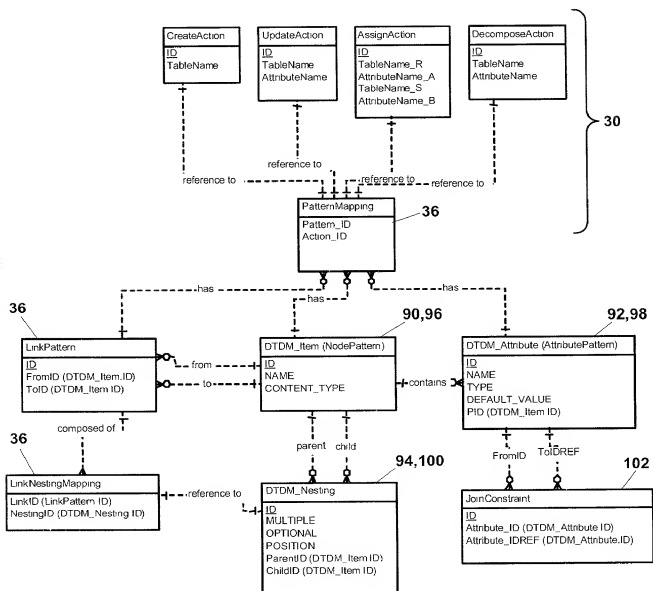 CreateAction
ID
TableName
UpdateAction
ID
TableName
AttributeName
AssignAction
ID
TableName_R
AttributeName_A
TableName_S
AttributeName_B
DecomposeAction
ID
TableName
AttributeName
30
reference to
reference to
reference to
reference to
PatternMapping
Pattern_ID
Action_ID
36
has
has
has
36
LinkPattern
ID
FromID (DTDM_Item.ID)
ToID (DTDM_Item ID)
from
to
90,96
DTDM_Item (NodePattern)
ID
NAME
CONTENT_TYPE
contains
92,98
DTDM_Attribute (AttributePattern)
ID
NAME
TYPE
DEFAULT_VALUE
PID (DTDM_Item ID)
composed of
parent
child
FromID
ToIDREF
36
LinkNestingMapping
LinkID (LinkPattern ID)
NestingID (DTDM_Nesting ID)
reference to
94,100
DTDM_Nesting
ID
MULTIPLE
OPTIONAL
POSITION
ParentID (DTDM_Item ID)
ChildID (DTDM_Item ID)
102
JoinConstraint
ID
Attribute_ID (DTDM_Attribute ID)
Attribute_IDREF (DTDM_Attribute.ID)